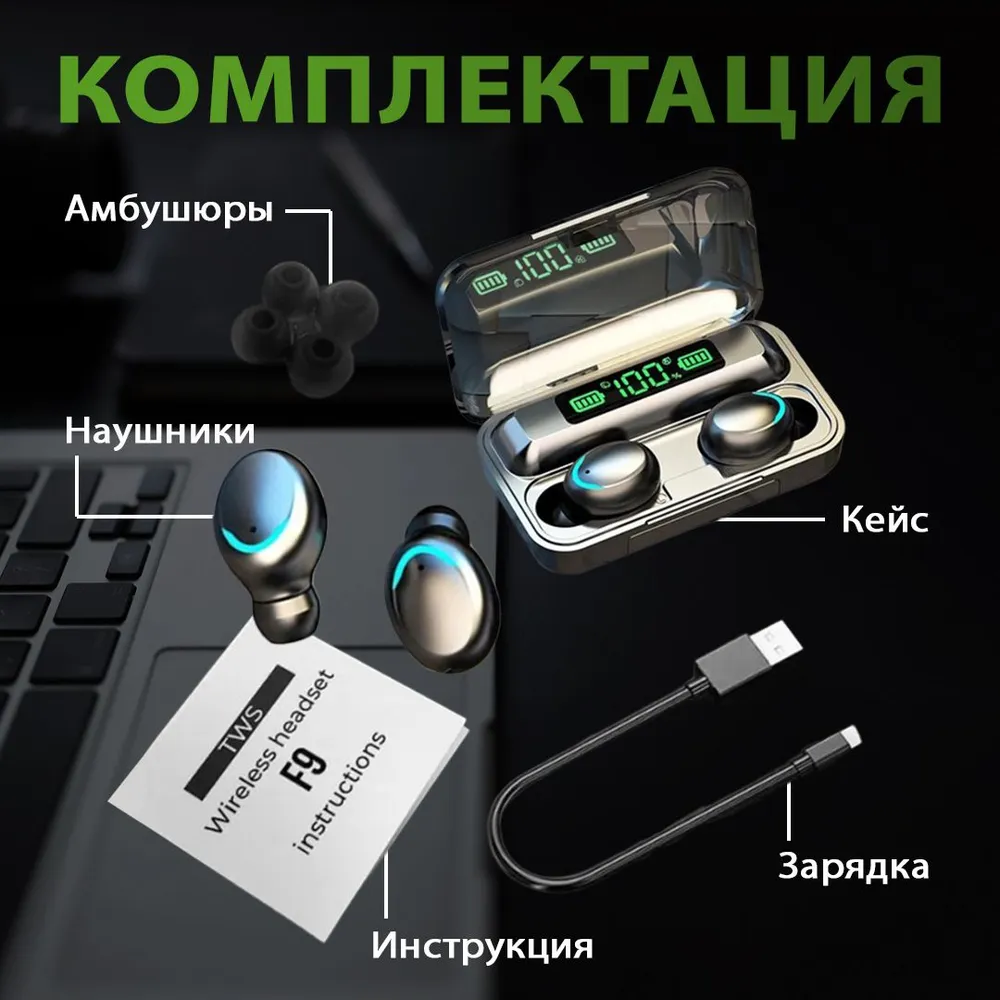 КОМПЛЕКТАЦИЯ
Амбушюры
100
100%
Наушники
Кейс
TWS
Wireless headset
F9
instructions
Зарядка
Инструкция